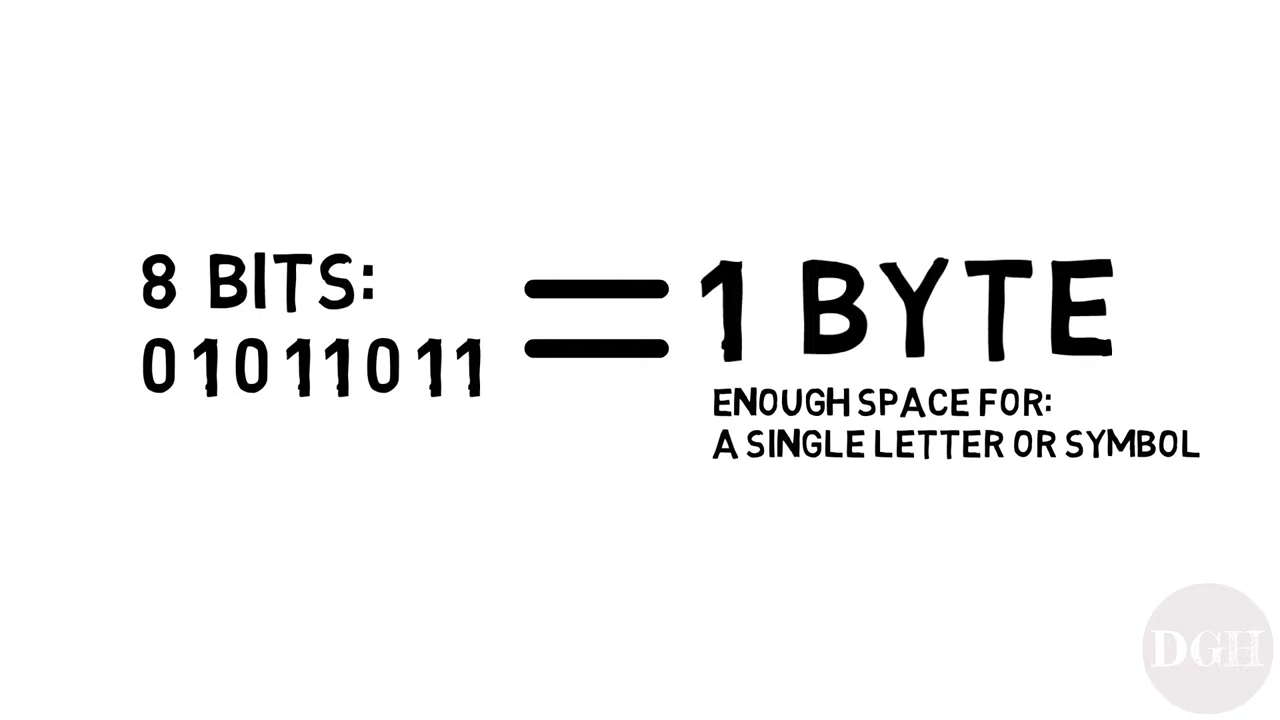 8 BITS:
01011011
1 BYTE
ENOUGH SPACE FOR:
A SINGLE LETTER OR SYMBOL
DGH